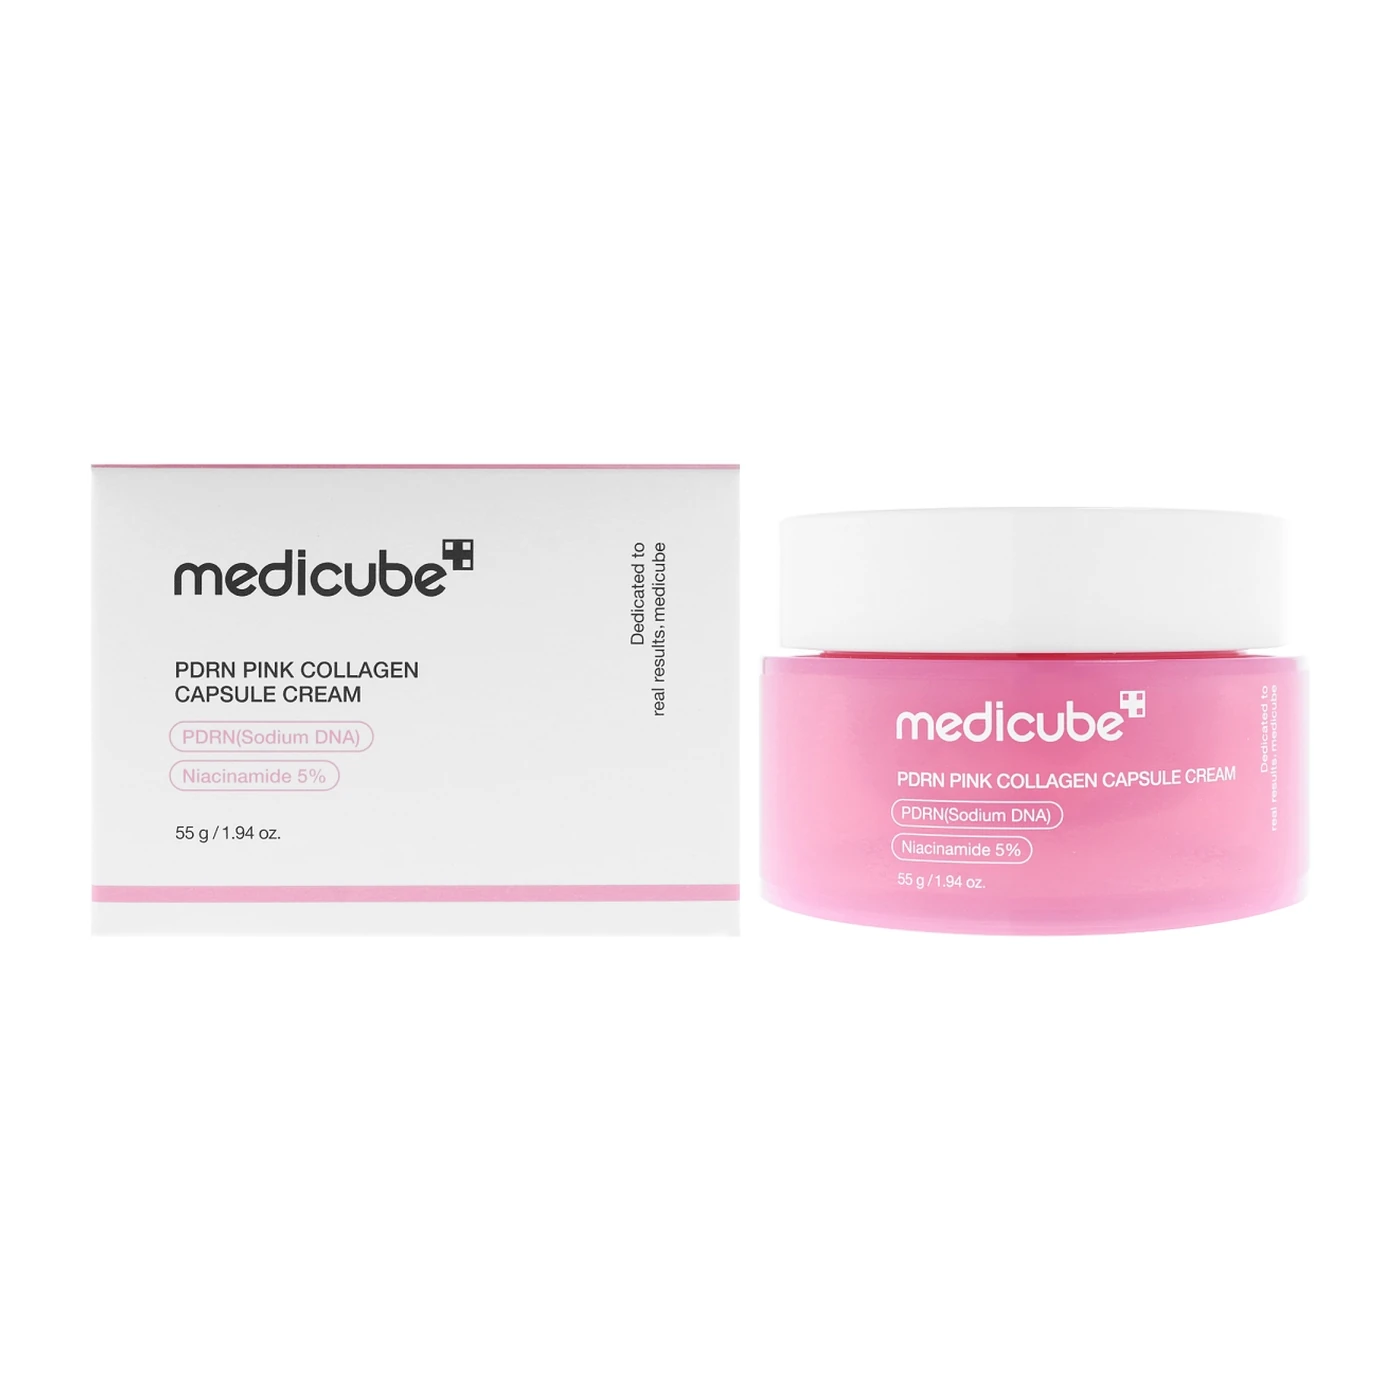 medicube
PDRN PINK COLLAGEN
CAPSULE CREAM
PDRN(Sodium DNA)
Niacinamide 5%
55 g / 1.94 oz.
Dedicated to
real results, medicube
medicube
PDRN PINK COLLAGEN CAPSULE CREAM
PDRN(Sodium DNA)
Niacinamide 5%
55 g / 1.94 oz.
Dedicated to
real results, medicube